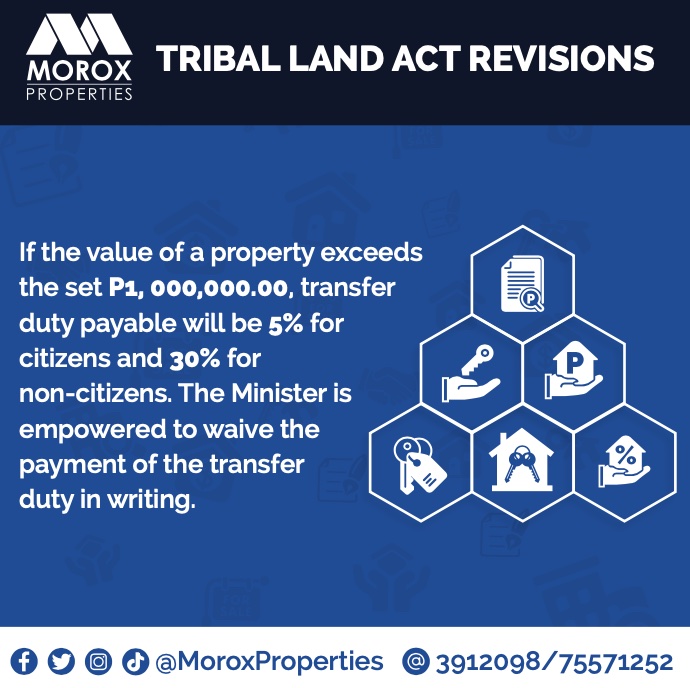 MOROX
PROPERTIES
TRIBAL LAND ACT REVISIONS
If the value of a property exceeds
the set P1, 000,000.00, transfer
duty payable will be 5% for
citizens and 30% for
non-citizens. The Minister is
empowered to waive the
payment of the transfer
duty in writing.
P
P
%
@MoroxProperties
@ 3912098/75571252